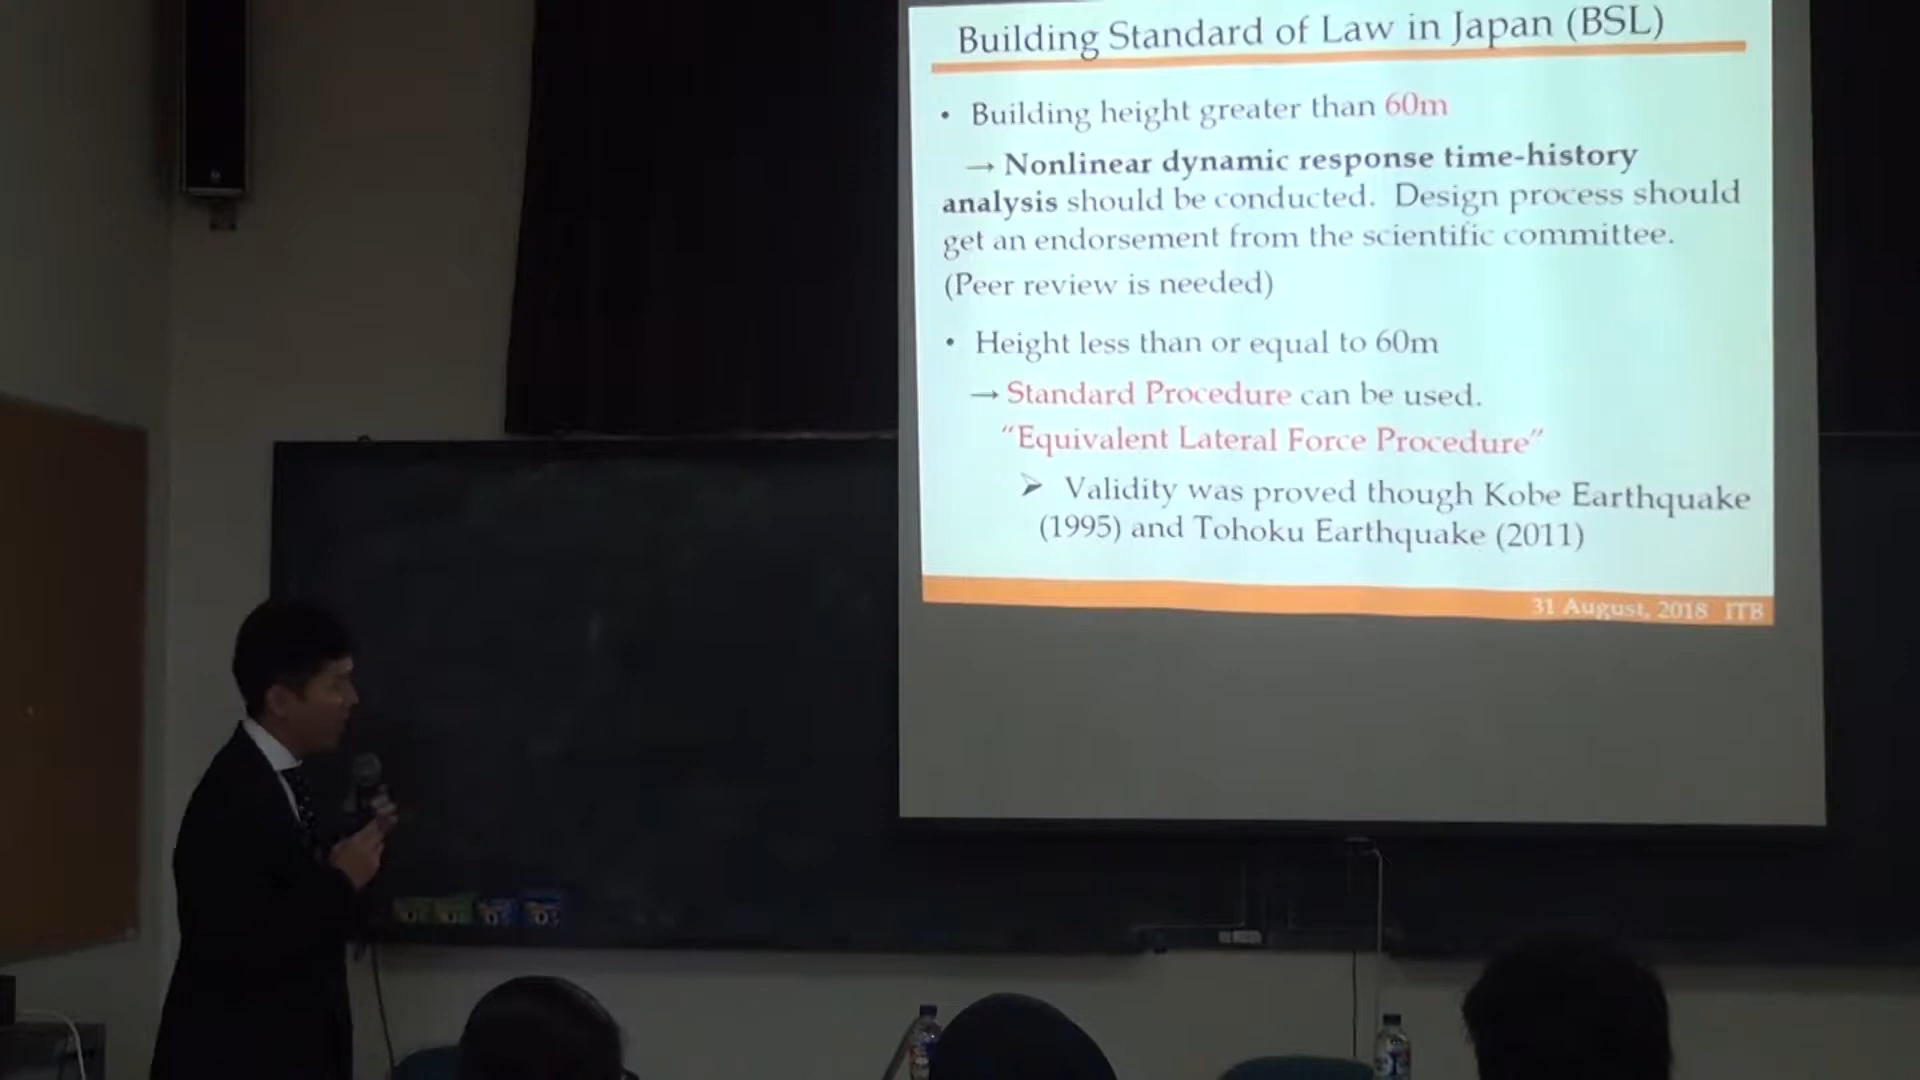 Building Standard of Law in Japan (BSL)
• Building height greater than 60m
→ Nonlinear dynamic response time-history
analysis should be conducted. Design process should
get an endorsement from the scientific committee.
(Peer review is needed)
• Height less than or equal to 60m
→ Standard Procedure can be used.
“Equivalent Lateral Force Procedure”
➢ Validity was proved though Kobe Earthquake
(1995) and Tohoku Earthquake (2011)
31 August, 2018 ITB